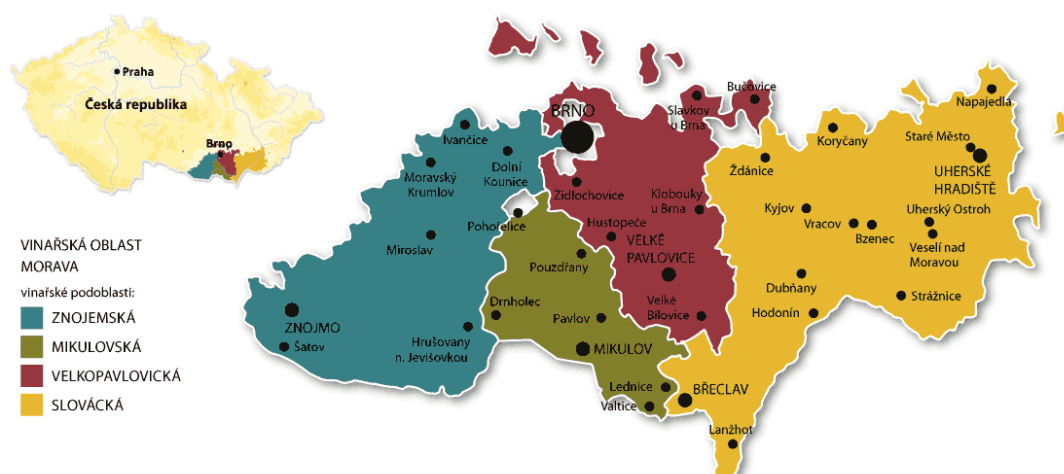 Praha
Česká republika
Brno
VINAŘSKÁ OBLAST
MORAVA
vinařské podoblasti:
ZNOJEMSKÁ
MIKULOVSKÁ
VELKOPAVLOVICKÁ
SLOVÁCKÁ
BRNO
Ivančice
Dolní
Kounice
Moravský
Krumlov
Miroslav
Pohořelice
ZNOJMO
Šatov
Hrušovany
n. Jevišovkou
Drnholec
Pouzdřany
Pavlov
MIKULOV
Lednice
Valtice
Židlochovice
Hustopeče
Klobouky
u Brna
VELKÉ
PAVLOVICE
Velké
Bílovice
Slavkov
u Brna
Bučovice
Ždánice
Koryčany
Napajedla
Staré Město
UHERSKÉ
HRADIŠTĚ
Kyjov
Vracov
Bzenec
Uherský Ostroh
Veselí nad
Moravou
Dubňany
Strážnice
Hodonín
BŘECLAV
Lanžhot